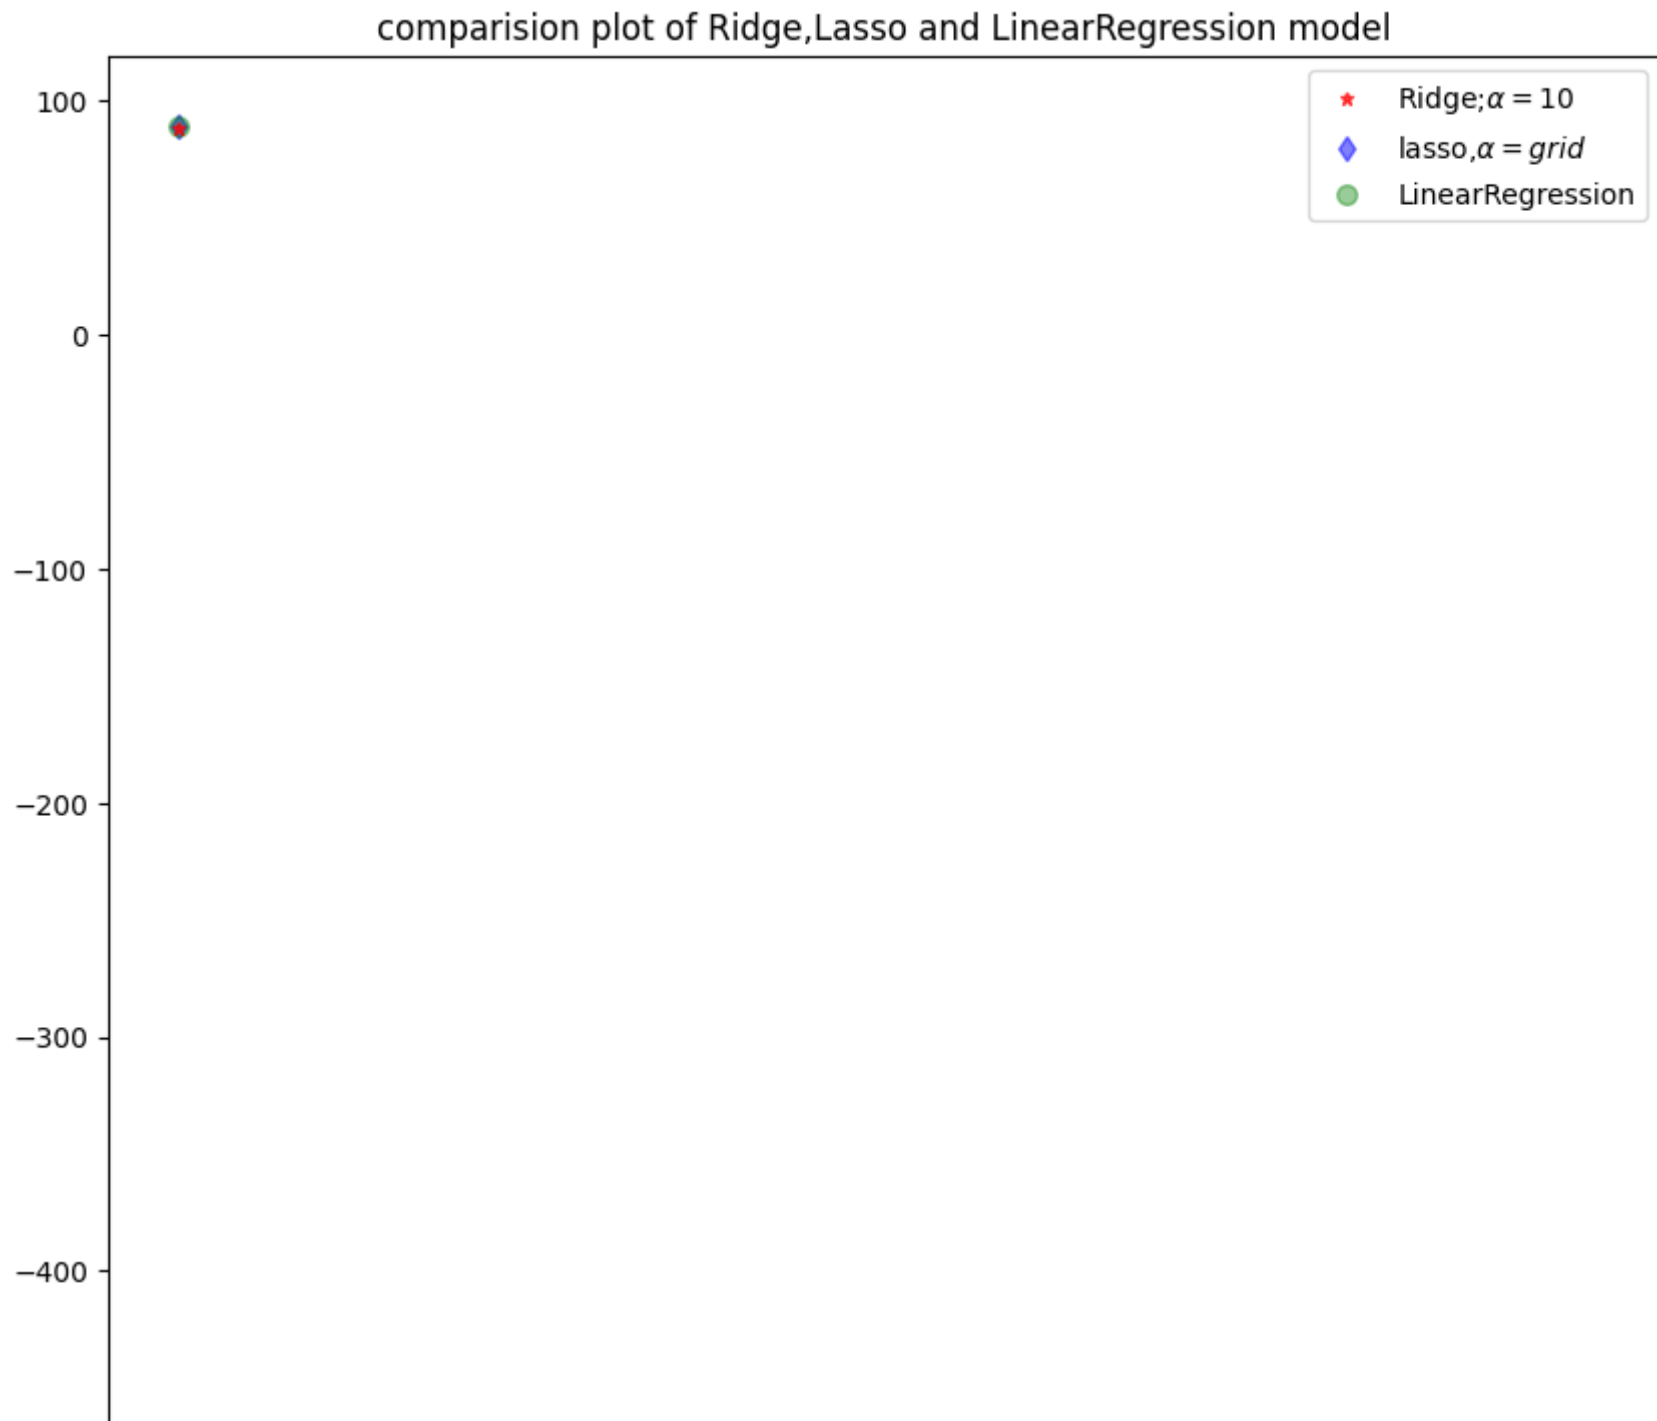 comparision plot of Ridge,Lasso and LinearRegression model
Ridge;α = 10
lasso,α = grid
LinearRegression
100
0
−100
−200
−300
−400